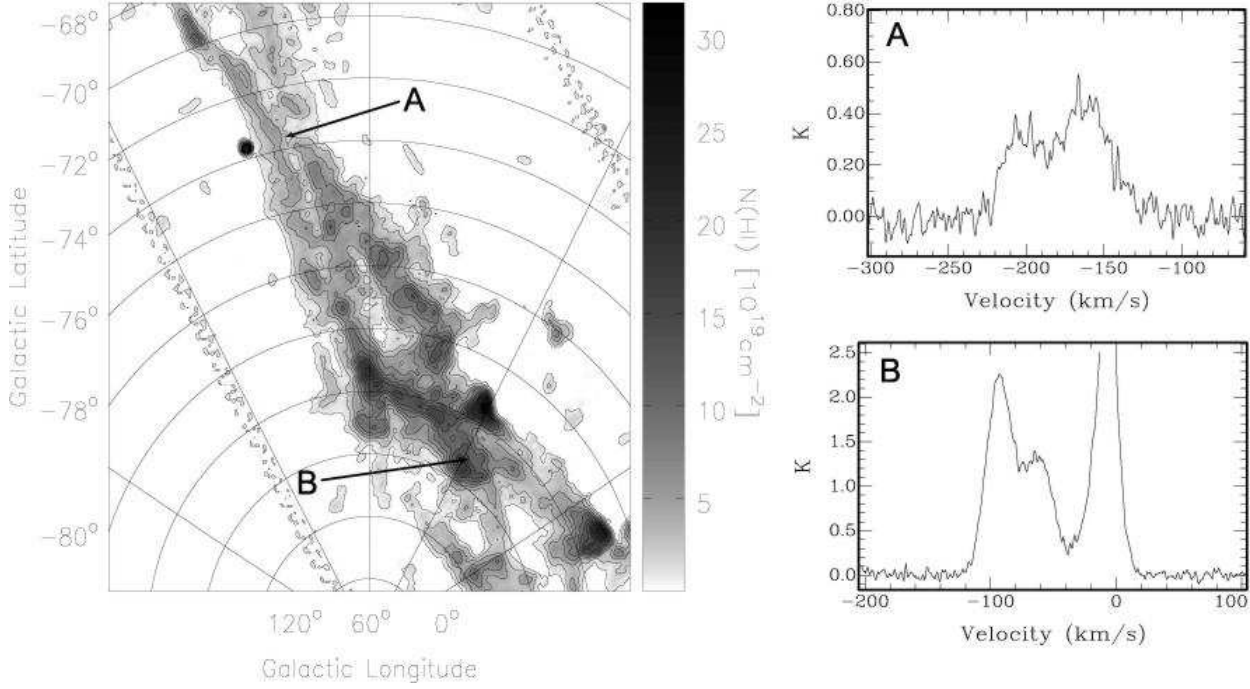 −68°
−70°
−72°
−74°
−76°
−78°
−80°
Galactic Latitude
A
B
120° 60° 0°
Galactic Longitude
30
25
20
15
10
5
N(HI) [10¹⁹cm⁻²]
A
0.80
0.60
0.40
0.20
0.00
K
−300 −250 −200 −150 −100
Velocity (km/s)
B
2.5
2.0
1.5
1.0
0.5
0.0
K
−200 −100 0 100
Velocity (km/s)